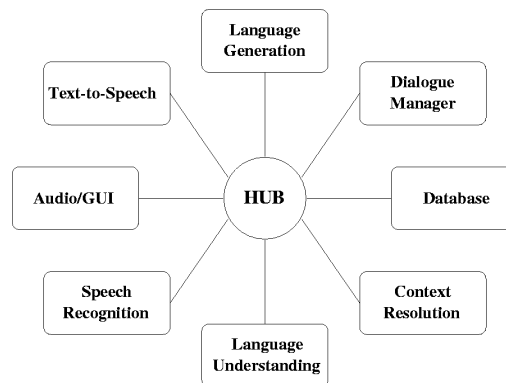 Language
Generation
Text-to-Speech
Dialogue
Manager
Audio/GUI
HUB
Database
Speech
Recognition
Context
Resolution
Language
Understanding